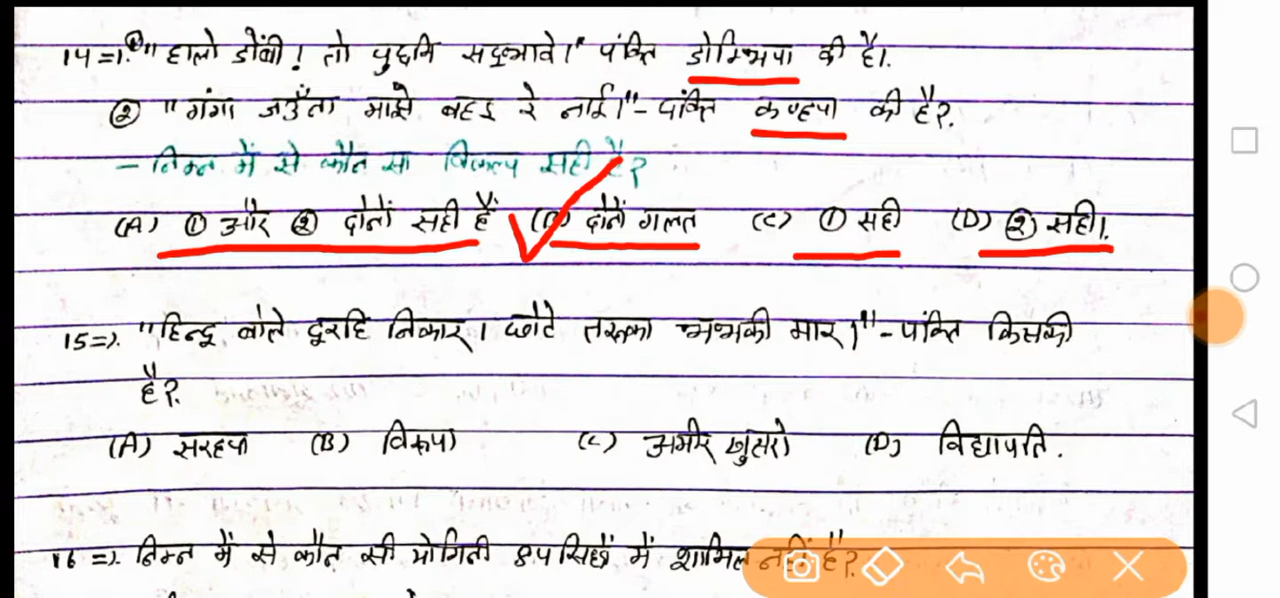 14=). ① "हालो डोंबी! तो पुछमि सद्भावे।" पंक्ति डोम्भिपा की है।
② "गंगा जउँना माझे बहइ रे नाई।"- पंक्ति कण्हपा की है?
- निम्न में से कौन सा विकल्प सही है?
(A) ① और ② दोनों सही हैं (B) दोनें गलत (C) ① सही (D) ② सही।
15=). "हिन्दू बोले दूरहि निकार। छोटे तरुका भभकी मार।"- पंक्ति किसकी
है?
(A) सरहपा (B) विरूपा (C) अमीर खुसरो (D) विद्यापति.
16=). निम्न में से कौन सी योगिनी 84 सिद्धों में शामिल नहीं है?